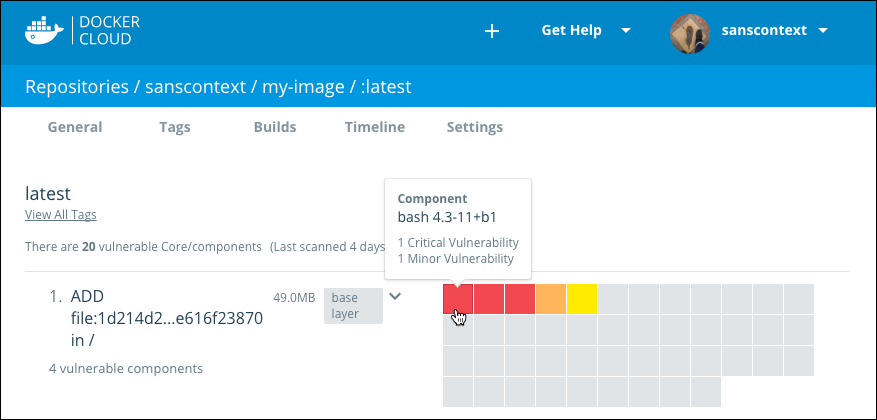 DOCKER
CLOUD
+ Get Help sanscontext
Repositories / sanscontext / my-image / :latest
General Tags Builds Timeline Settings
latest
View All Tags
There are 20 vulnerable Core/components (Last scanned 4 days
Component
bash 4.3-11+b1
1 Critical Vulnerability
1 Minor Vulnerability
1. ADD
file:1d214d2...e616f23870
in /
49.0MB
base
layer
4 vulnerable components